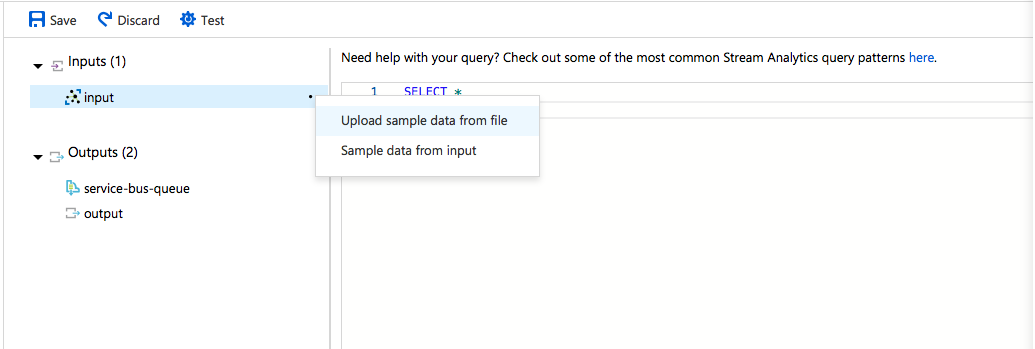 Save Discard Test
Inputs (1)
input
Outputs (2)
service-bus-queue
output
Need help with your query? Check out some of the most common Stream Analytics query patterns here.
1 SELECT *
Upload sample data from file
Sample data from input